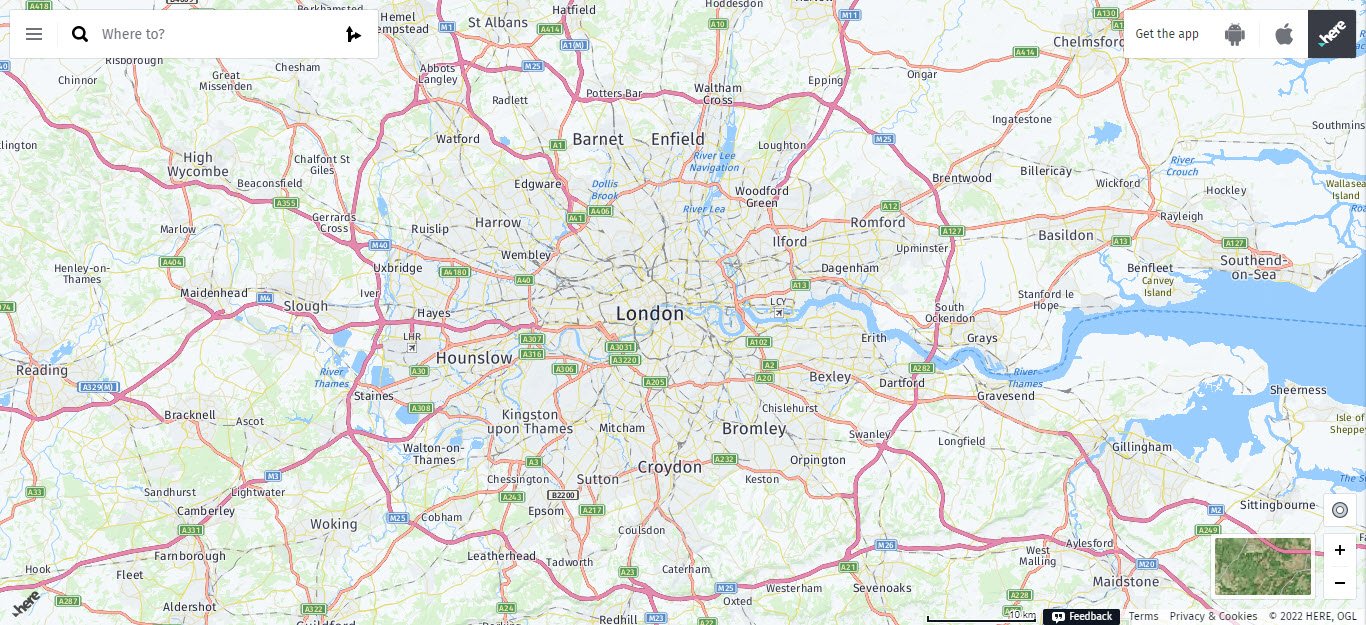 A418
Berkhamsted
Hatfield
Hoddesdon
A130
Hemel
Hempstead
M1
St Albans
A414
A10
M11
Where to?
Get the app
here
Chelmsford
A1(M)
A414
Risborough
Chesham
Abbots
Langley
M25
Chinnor
Great
Missenden
Epping
Ongar
Radlett
Potters Bar
Waltham
Cross
Ingatestone
Watford
A1
Barnet
Enfield
Loughton
M25
High
Wycombe
Chalfont St
Giles
River Lee
Navigation
River
Crouch
Billericay
Beaconsfield
Edgware
Dollis
Brook
Woodford
Green
Brentwood
Wickford
Hockley
Wallasea
Island
A355
A406
A41
River Lea
A12
Gerrards
Cross
Harrow
Romford
A127
Rayleigh
Marlow
Ruislip
M40
Ilford
Upminster
Basildon
A13
A127
A404
Wembley
Southend-
on-Sea
Henley-on-
Thames
Uxbridge
A4180
A40
Dagenham
Benfleet
Canvey
Island
Maidenhead
M4
Slough
Iver
A13
Stanford le
Hope
Hayes
London
LCY
South
Ockendon
LHR
A307
A316
A3031
A3220
A102
Erith
Grays
Hounslow
Reading
A329(M)
River
Thames
A30
A306
A205
A2
A20
Bexley
A282
Dartford
River
Thames
Staines
Gravesend
Sheerness
Bracknell
Ascot
A308
Kingston
upon Thames
Mitcham
Chislehurst
Bromley
Swanley
Longfield
Gillingham
Isle of
Sheppey
Walton-on-
Thames
A3
Croydon
A232
Orpington
M3
Chessington
Sutton
Keston
A33
Sandhurst
Lightwater
A243
B2200
Epsom
A217
Sittingbourne
Camberley
A331
Woking
M25
Cobham
Coulsdon
M2
A249
Farnborough
Leatherhead
Tadworth
A23
Caterham
M26
A21
West
Malling
Aylesford
M20
Hook
Fleet
M25
Westerham
Sevenoaks
Maidstone
here
A287
Aldershot
A322
A24
Oxted
A228
Redhill
M23
A22
10 km
Feedback
Terms
Privacy & Cookies
© 2022 HERE, OGL